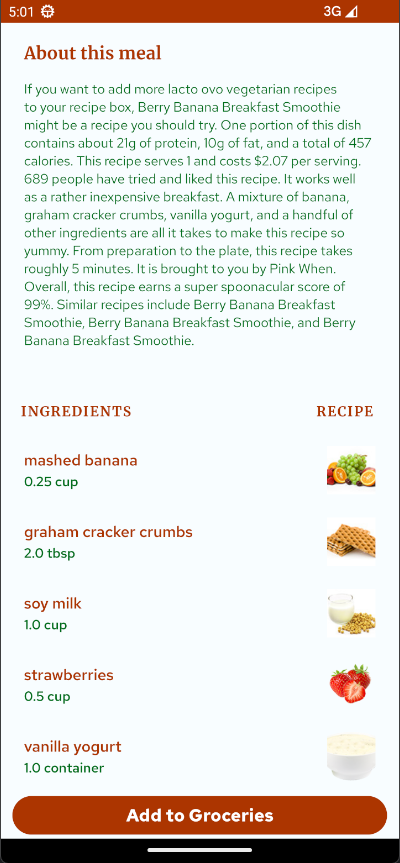 5:01
3G
About this meal
If you want to add more lacto ovo vegetarian recipes
to your recipe box, Berry Banana Breakfast Smoothie
might be a recipe you should try. One portion of this dish
contains about 21g of protein, 10g of fat, and a total of 457
calories. This recipe serves 1 and costs $2.07 per serving.
689 people have tried and liked this recipe. It works well
as a rather inexpensive breakfast. A mixture of banana,
graham cracker crumbs, vanilla yogurt, and a handful of
other ingredients are all it takes to make this recipe so
yummy. From preparation to the plate, this recipe takes
roughly 5 minutes. It is brought to you by Pink When.
Overall, this recipe earns a super spoonacular score of
99%. Similar recipes include Berry Banana Breakfast
Smoothie, Berry Banana Breakfast Smoothie, and Berry
Banana Breakfast Smoothie.
INGREDIENTS RECIPE
mashed banana
0.25 cup
graham cracker crumbs
2.0 tbsp
soy milk
1.0 cup
strawberries
0.5 cup
vanilla yogurt
1.0 container
Add to Groceries